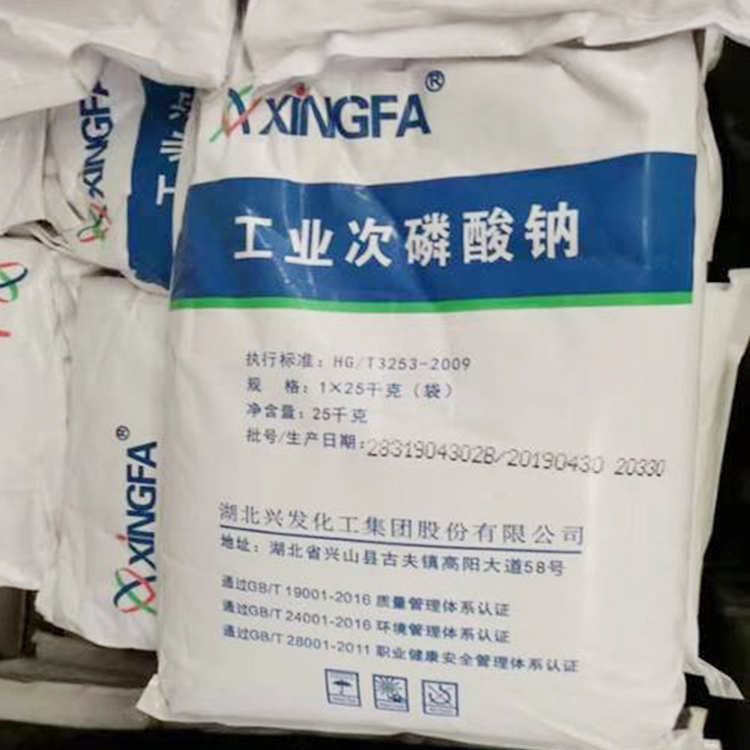 XINGFA®
工业次磷酸钠
执行标准：HG/T3253-2009
规 格：1×25千克（袋）
净含量：25千克
批号/生产日期：2831904302B/20190430 20330
湖北兴发化工集团股份有限公司
地址：湖北省兴山县古夫镇高阳大道58号
通过GB/T 19001-2016 质量管理体系认证
通过GB/T 24001-2016 环境管理体系认证
通过GB/T 28001-2011 职业健康安全管理体系认证
XINGFA
工业次
XINGFA®